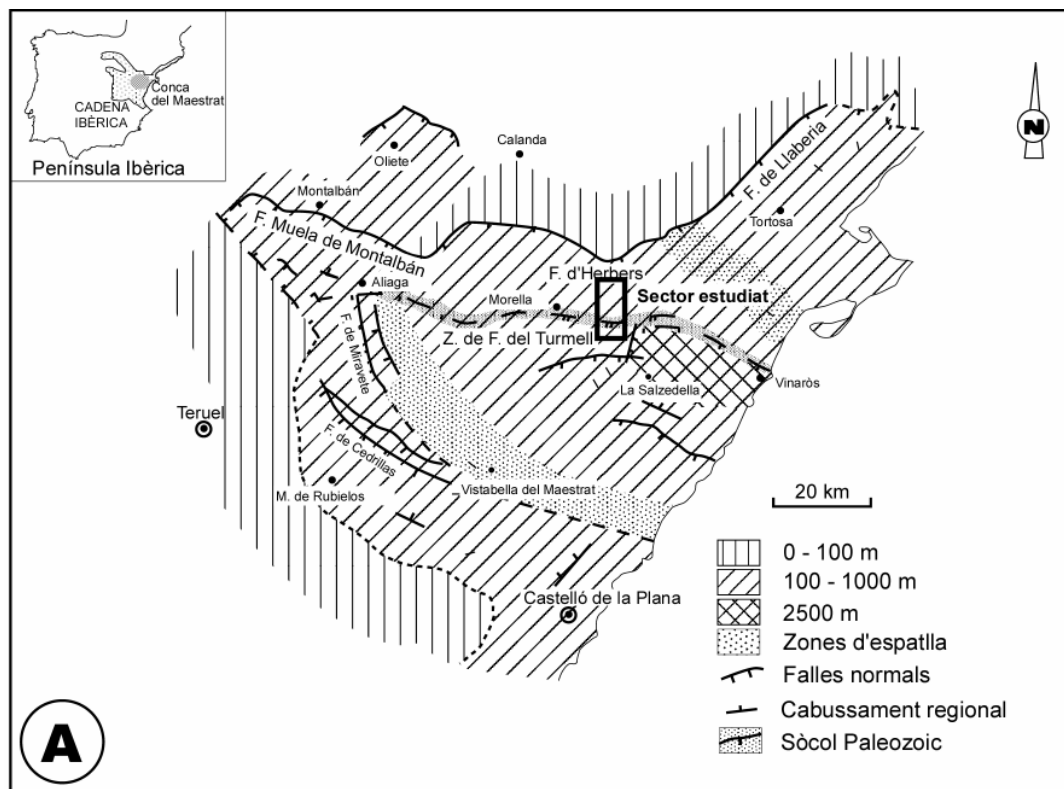 Conca
del Maestrat
CADENA
IBÈRICA
Península Ibèrica
N
Calanda
Oliete
Montalbán
F. de Llaberia
Tortosa
F. Muela de Montalbán
Aliaga
F. d'Herbers
Morella
Sector estudiat
Z. de F. del Turmell
F. de Miravete
La Salzedella
Vinaròs
Teruel
F. de Cedrillas
M. de Rubielos
Vistabella del Maestrat
20 km
Castelló de la Plana
0 - 100 m
100 - 1000 m
2500 m
Zones d'espatlla
Falles normals
Cabussament regional
Sòcol Paleozoic
A